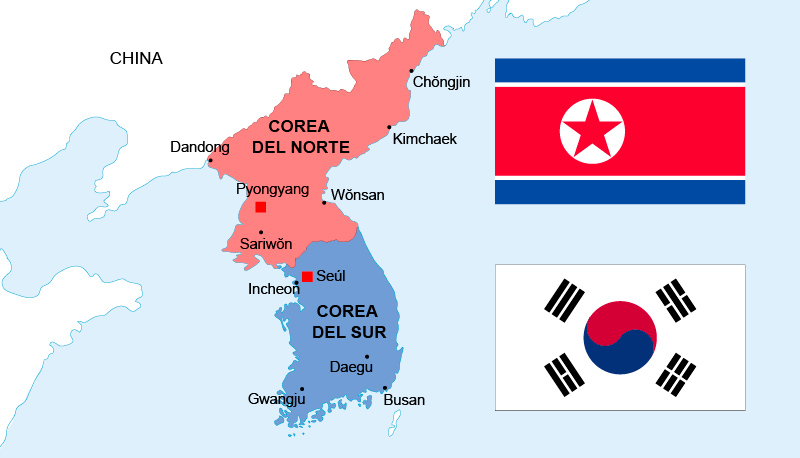 CHINA
Chŏngjin
COREA
DEL NORTE
Kimchaek
Dandong
Pyongyang
Wŏnsan
Sariwŏn
Seúl
Incheon
COREA
DEL SUR
Daegu
Gwangju
Busan